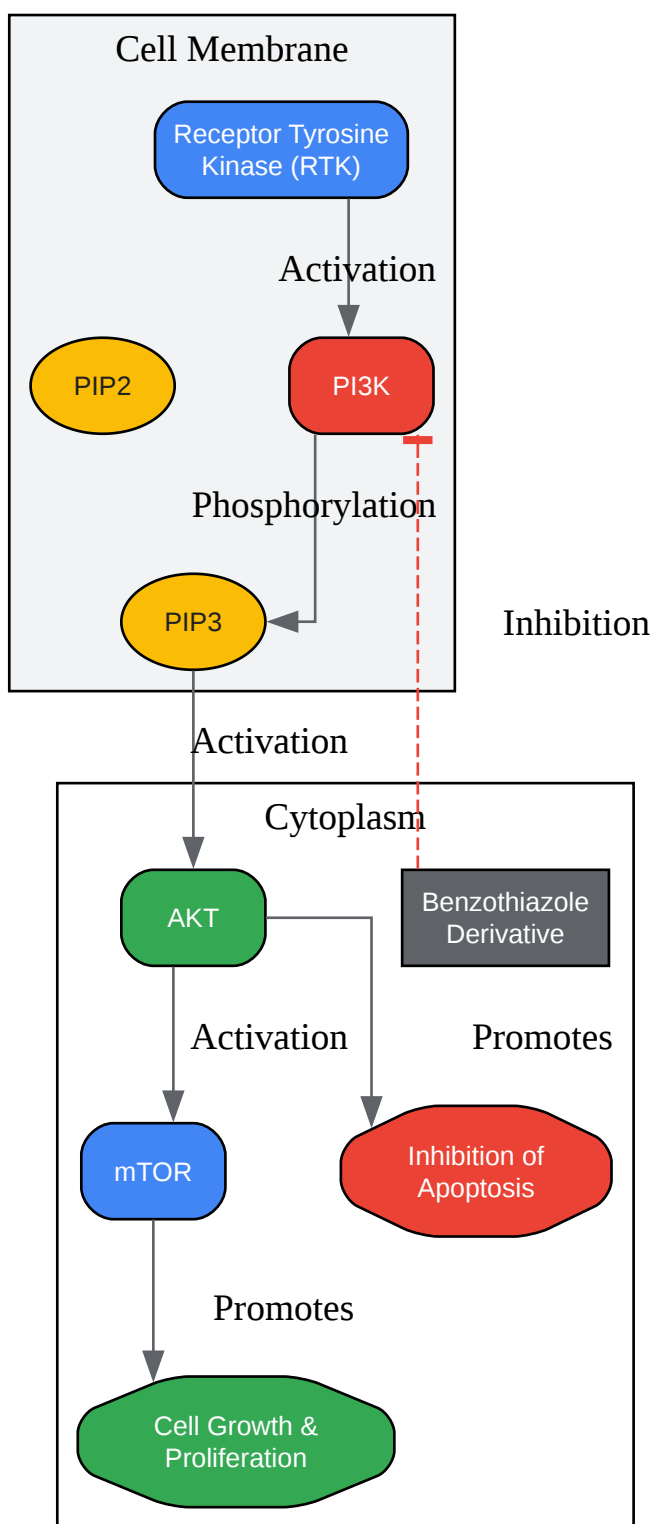 Cell Membrane
Receptor Tyrosine
Kinase (RTK)
Activation
PIP2
PI3K
Phosphorylation
PIP3
Inhibition
Activation
Cytoplasm
AKT
Benzothiazole
Derivative
Activation
Promotes
mTOR
Inhibition of
Apoptosis
Promotes
Cell Growth &
Proliferation